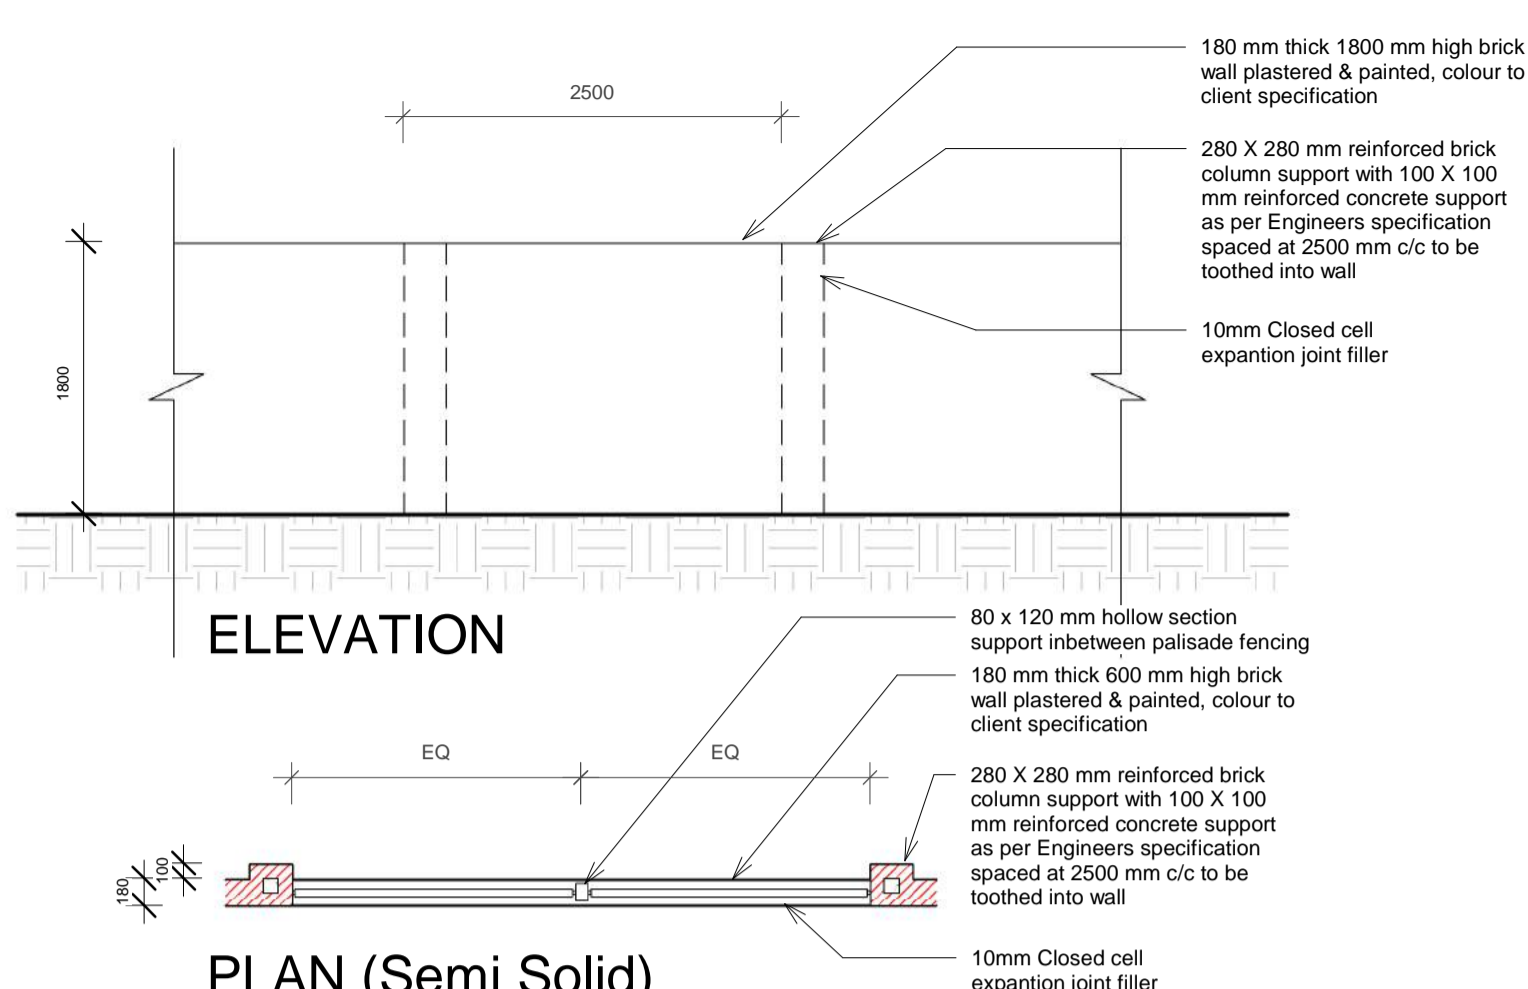 180 mm thick 1800 mm high brick
wall plastered & painted, colour to
client specification
2500
280 X 280 mm reinforced brick
column support with 100 X 100
mm reinforced concrete support
as per Engineers specification
spaced at 2500 mm c/c to be
toothed into wall
10mm Closed cell
expantion joint filler
1800
ELEVATION
80 x 120 mm hollow section
support inbetween palisade fencing
180 mm thick 600 mm high brick
wall plastered & painted, colour to
client specification
EQ
EQ
280 X 280 mm reinforced brick
column support with 100 X 100
mm reinforced concrete support
as per Engineers specification
spaced at 2500 mm c/c to be
toothed into wall
100
180
10mm Closed cell
expantion joint filler
PLAN (Semi Solid)